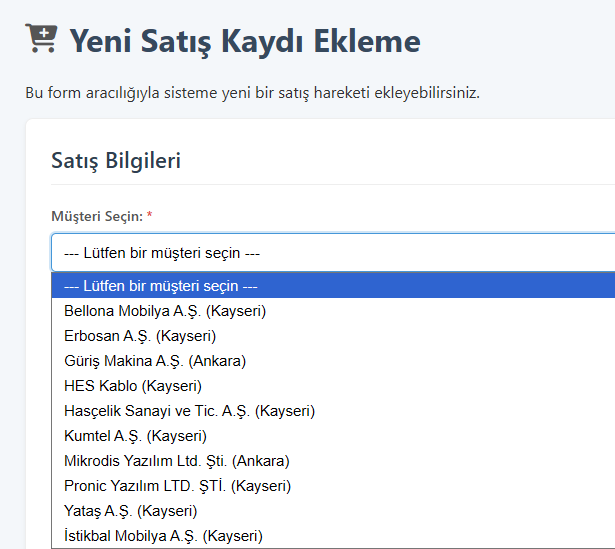 Yeni Satış Kaydı Ekleme
Bu form aracılığıyla sisteme yeni bir satış hareketi ekleyebilirsiniz.
Satış Bilgileri
Müşteri Seçin: *
--- Lütfen bir müşteri seçin ---
--- Lütfen bir müşteri seçin ---
Bellona Mobilya A.Ş. (Kayseri)
Erbosan A.Ş. (Kayseri)
Güriş Makina A.Ş. (Ankara)
HES Kablo (Kayseri)
Hasçelik Sanayi ve Tic. A.Ş. (Kayseri)
Kumtel A.Ş. (Kayseri)
Mikrodis Yazılım Ltd. Şti. (Ankara)
Pronic Yazılım LTD. ŞTİ. (Kayseri)
Yataş A.Ş. (Kayseri)
İstikbal Mobilya A.Ş. (Kayseri)